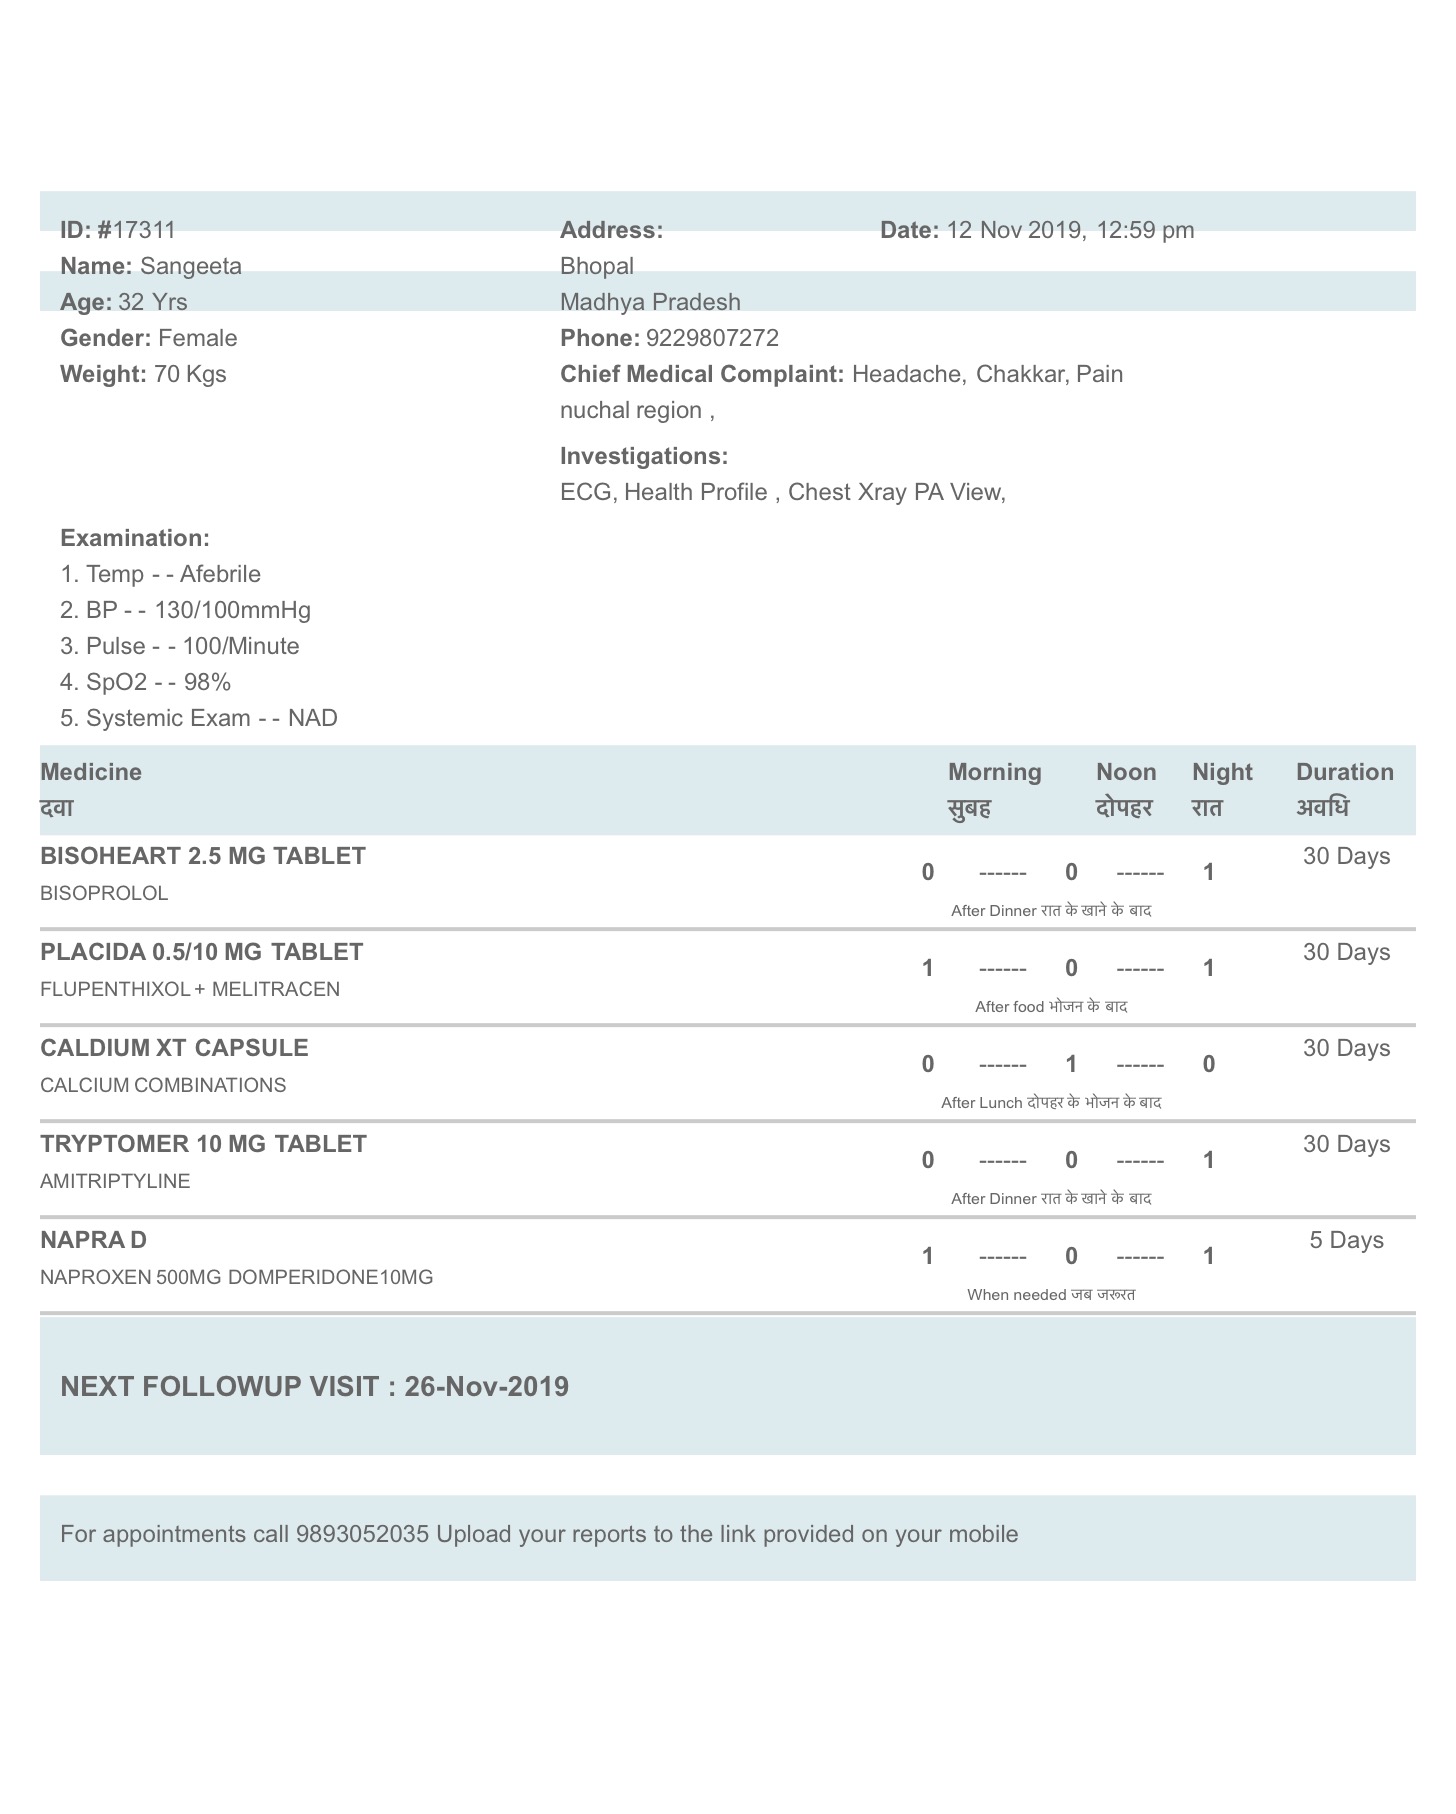 ID: #17311
Name: Sangeeta
Age: 32 Yrs
Gender: Female
Weight: 70 Kgs
Address:
Bhopal
Madhya Pradesh
Phone: 9229807272
Chief Medical Complaint: Headache, Chakkar, Pain
nuchal region ,
Investigations:
ECG, Health Profile , Chest Xray PA View,
Date: 12 Nov 2019, 12:59 pm
Examination:
1. Temp - - Afebrile
2. BP - - 130/100mmHg
3. Pulse - - 100/Minute
4. SpO2 - - 98%
5. Systemic Exam - - NAD
Medicine Morning Noon Night Duration
दवा सुबह दोपहर रात अवधि
BISOHEART 2.5 MG TABLET 0 ------ 0 ------ 1 30 Days
BISOPROLOL
After Dinner रात के खाने के बाद
PLACIDA 0.5/10 MG TABLET 1 ------ 0 ------ 1 30 Days
FLUPENTHIXOL + MELITRACEN
After food भोजन के बाद
CALDIUM XT CAPSULE 0 ------ 1 ------ 0 30 Days
CALCIUM COMBINATIONS
After Lunch दोपहर के भोजन के बाद
TRYPTOMER 10 MG TABLET 0 ------ 0 ------ 1 30 Days
AMITRIPTYLINE
After Dinner रात के खाने के बाद
NAPRA D 1 ------ 0 ------ 1 5 Days
NAPROXEN 500MG DOMPERIDONE10MG
When needed जब जरूरत
NEXT FOLLOWUP VISIT : 26-Nov-2019
For appointments call 9893052035 Upload your reports to the link provided on your mobile